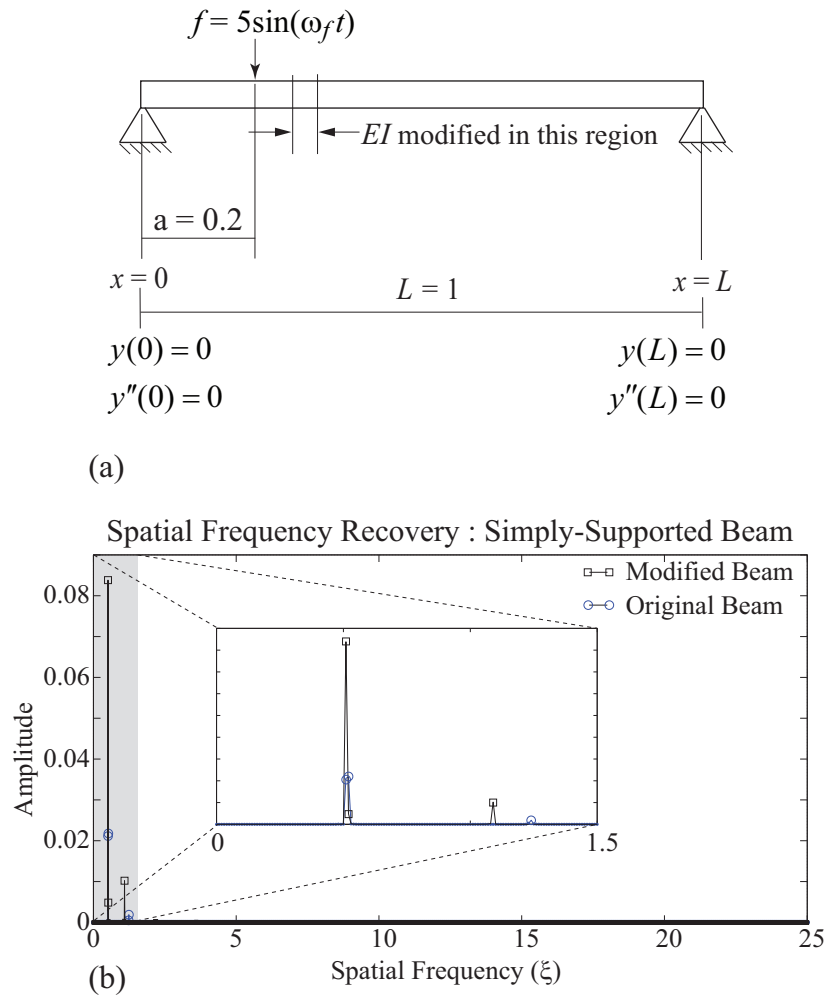 f = 5sin(ω_f t)
EI modified in this region
a = 0.2
x = 0
L = 1
x = L
y(0) = 0
y(L) = 0
y″(0) = 0
y″(L) = 0
(a)
Spatial Frequency Recovery : Simply-Supported Beam
Modified Beam
Original Beam
0.08
0.06
0.04
0.02
0
Amplitude
0
1.5
0
5
10
15
20
25
Spatial Frequency (ξ)
(b)